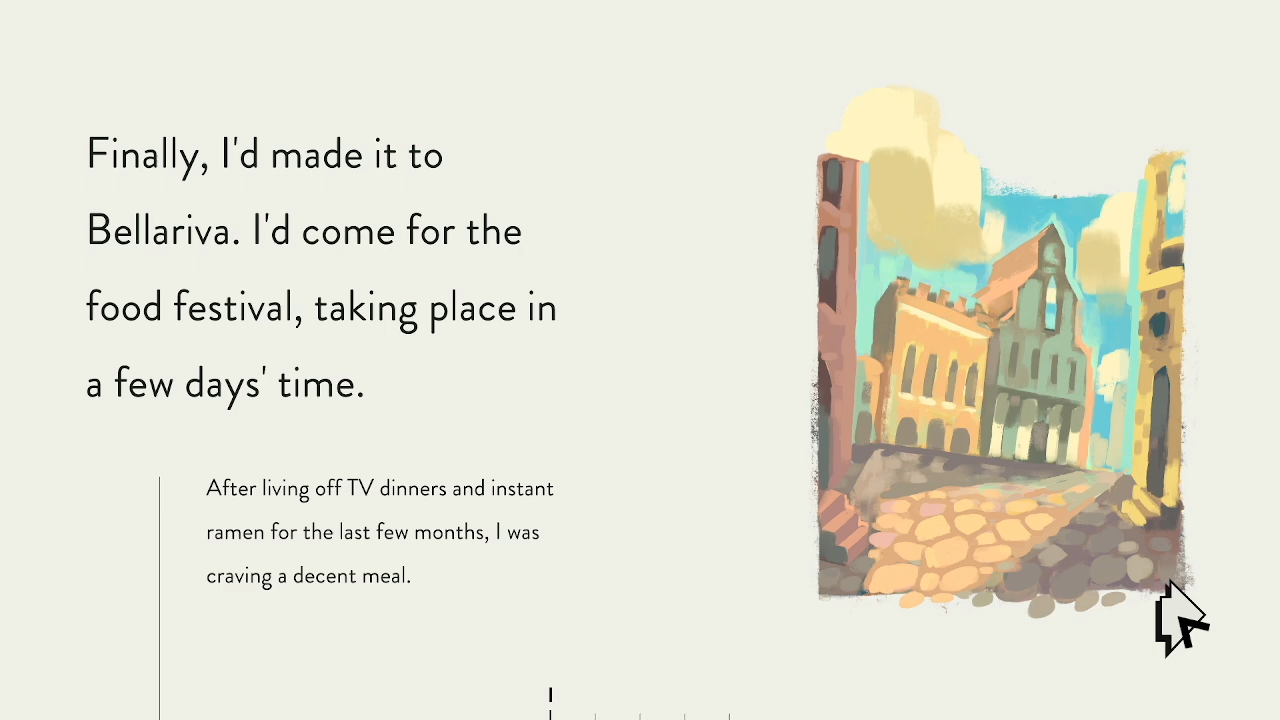 Finally, I'd made it to
Bellariva. I'd come for the
food festival, taking place in
a few days' time.
After living off TV dinners and instant
ramen for the last few months, I was
craving a decent meal.